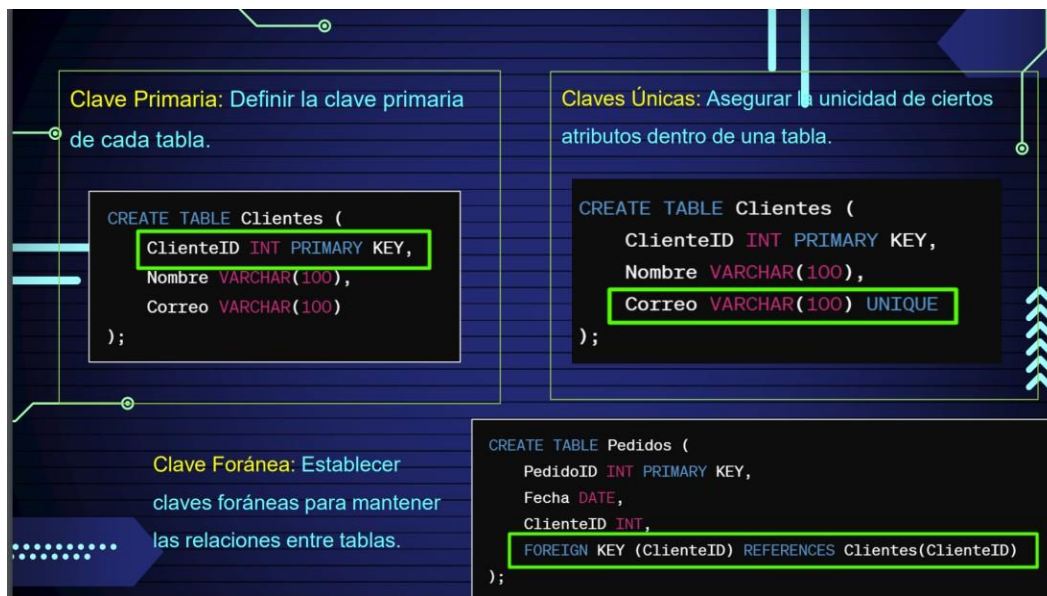 Clave Primaria: Definir la clave primaria
de cada tabla.
CREATE TABLE Clientes (
ClienteID INT PRIMARY KEY,
Nombre VARCHAR(100),
Correo VARCHAR(100)
);
Claves Únicas: Asegurar la unicidad de ciertos
atributos dentro de una tabla.
CREATE TABLE Clientes (
ClienteID INT PRIMARY KEY,
Nombre VARCHAR(100),
Correo VARCHAR(100) UNIQUE
);
Clave Foránea: Establecer
claves foráneas para mantener
las relaciones entre tablas.
CREATE TABLE Pedidos (
PedidoID INT PRIMARY KEY,
Fecha DATE,
ClienteID INT,
FOREIGN KEY (ClienteID) REFERENCES Clientes(ClienteID)
);